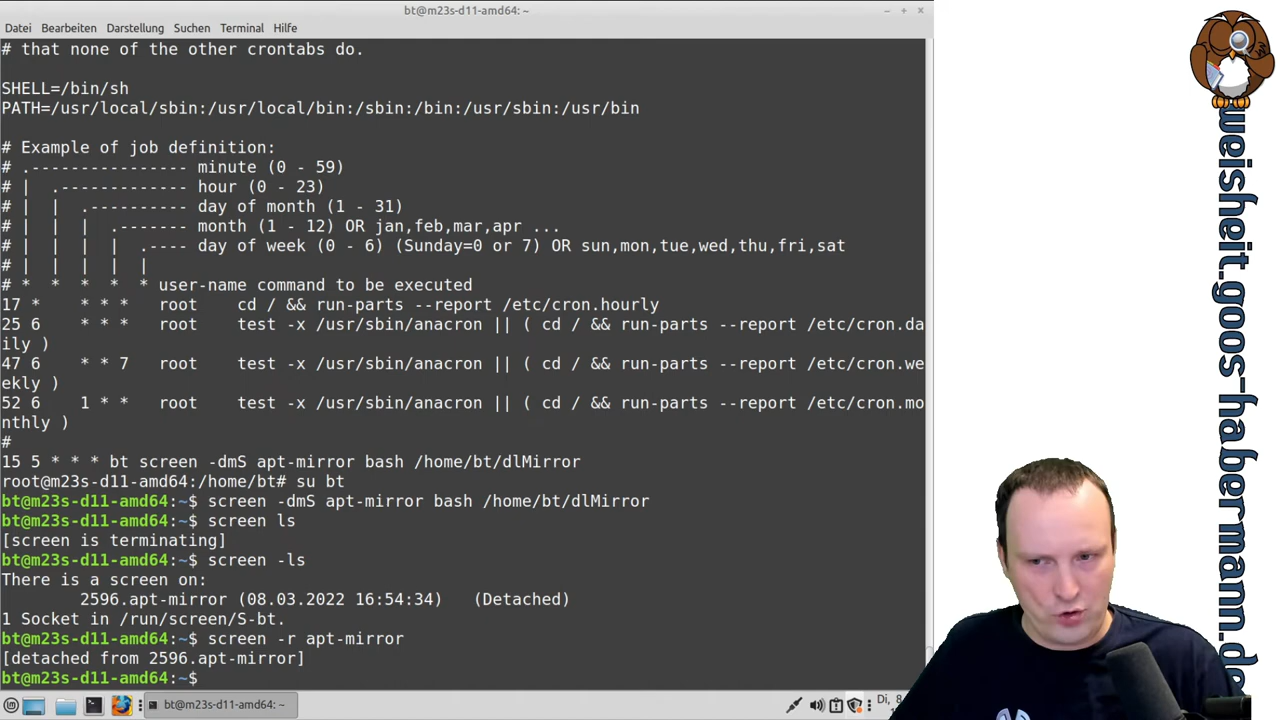 bt@m23s-d11-amd64: ~
Datei Bearbeiten Darstellung Suchen Terminal Hilfe
# that none of the other crontabs do.
SHELL=/bin/sh
PATH=/usr/local/sbin:/usr/local/bin:/sbin:/bin:/usr/sbin:/usr/bin
# Example of job definition:
# .---------------- minute (0 - 59)
# |  .------------- hour (0 - 23)
# |  |  .---------- day of month (1 - 31)
# |  |  |  .------- month (1 - 12) OR jan,feb,mar,apr ...
# |  |  |  |  .---- day of week (0 - 6) (Sunday=0 or 7) OR sun,mon,tue,wed,thu,fri,sat
# |  |  |  |  |
# *  *  *  *  * user-name command to be executed
17 *    * * *   root    cd / && run-parts --report /etc/cron.hourly
25 6    * * *   root    test -x /usr/sbin/anacron || ( cd / && run-parts --report /etc/cron.da
ily )
47 6    * * 7   root    test -x /usr/sbin/anacron || ( cd / && run-parts --report /etc/cron.we
ekly )
52 6    1 * *   root    test -x /usr/sbin/anacron || ( cd / && run-parts --report /etc/cron.mo
nthly )
#
15 5 * * * bt screen -dmS apt-mirror bash /home/bt/dlMirror
root@m23s-d11-amd64:/home/bt# su bt
bt@m23s-d11-amd64:~$ screen -dmS apt-mirror bash /home/bt/dlMirror
bt@m23s-d11-amd64:~$ screen ls
[screen is terminating]
bt@m23s-d11-amd64:~$ screen -ls
There is a screen on:
        2596.apt-mirror (08.03.2022 16:54:34)   (Detached)
1 Socket in /run/screen/S-bt.
bt@m23s-d11-amd64:~$ screen -r apt-mirror
[detached from 2596.apt-mirror]
bt@m23s-d11-amd64:~$
bt@m23s-d11-amd64: ~
Di, 8
weisheit.goos-habermann.de